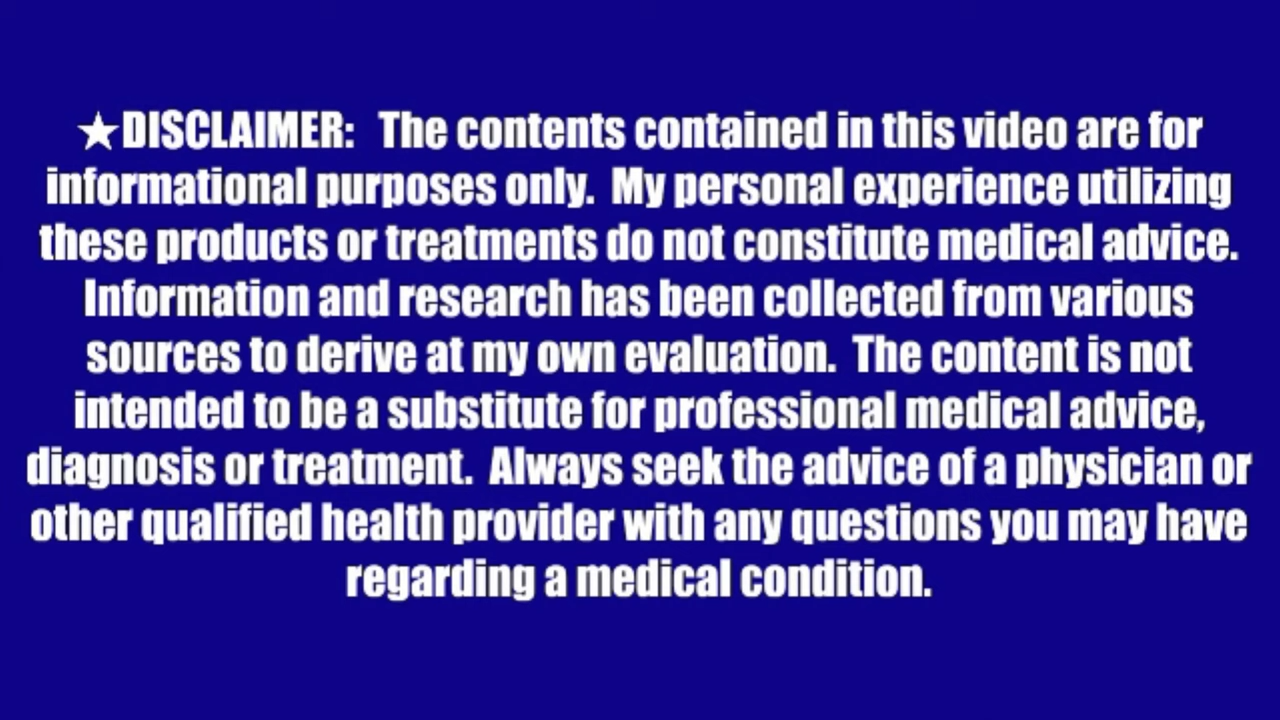 ★DISCLAIMER: The contents contained in this video are for
informational purposes only. My personal experience utilizing
these products or treatments do not constitute medical advice.
Information and research has been collected from various
sources to derive at my own evaluation. The content is not
intended to be a substitute for professional medical advice,
diagnosis or treatment. Always seek the advice of a physician or
other qualified health provider with any questions you may have
regarding a medical condition.